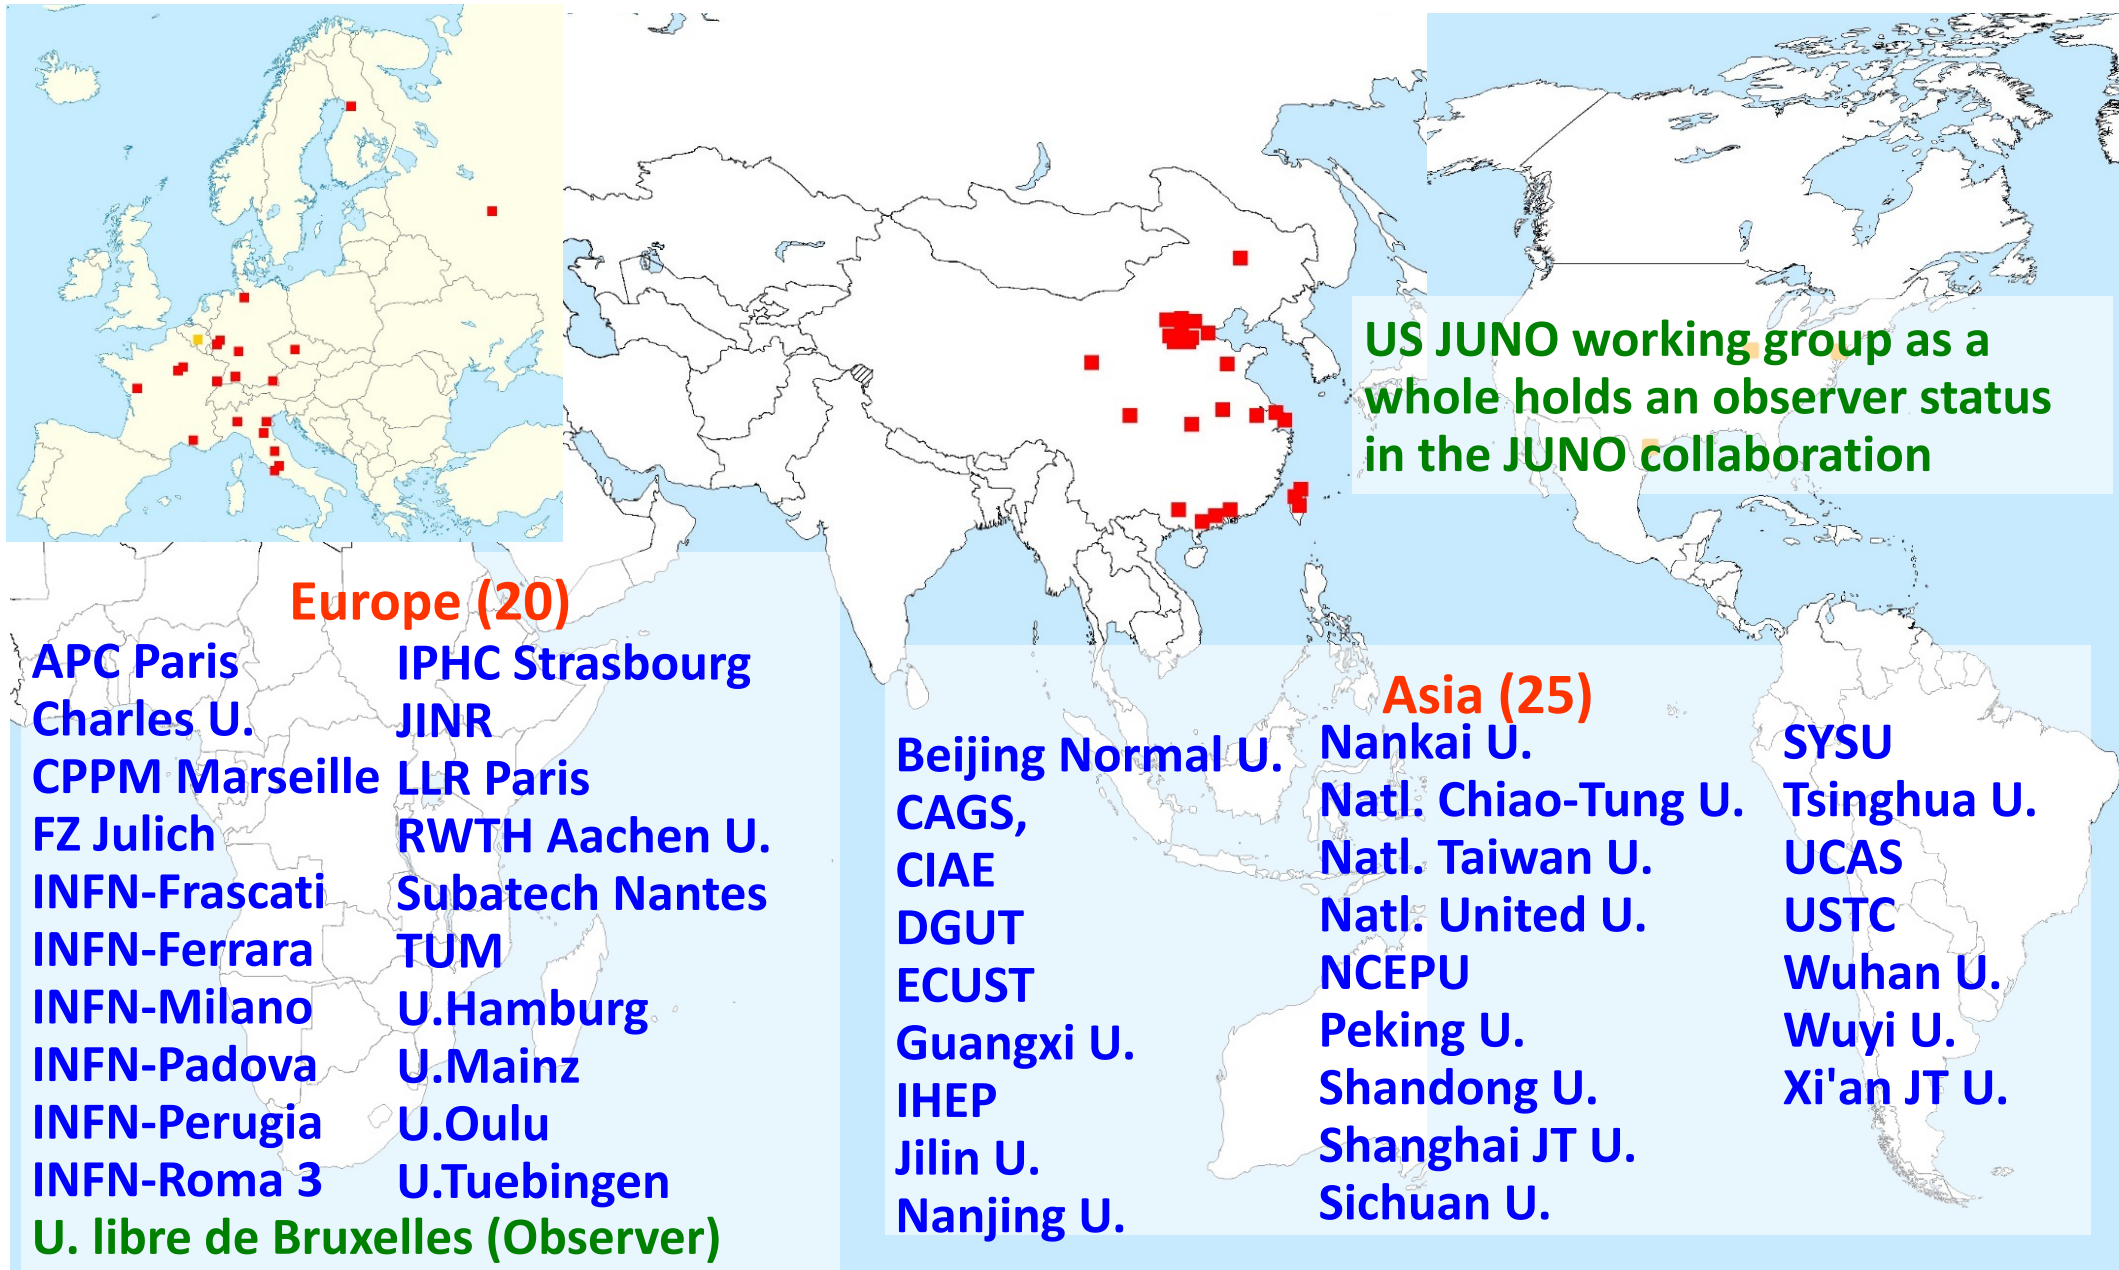 US JUNO working group as a
whole holds an observer status
in the JUNO collaboration
Europe (20)
APC Paris
Charles U.
CPPM Marseille
FZ Julich
INFN-Frascati
INFN-Ferrara
INFN-Milano
INFN-Padova
INFN-Perugia
INFN-Roma 3
U. libre de Bruxelles (Observer)
IPHC Strasbourg
JINR
LLR Paris
RWTH Aachen U.
Subatech Nantes
TUM
U.Hamburg
U.Mainz
U.Oulu
U.Tuebingen
Asia (25)
Beijing Normal U.
CAGS,
CIAE
DGUT
ECUST
Guangxi U.
IHEP
Jilin U.
Nanjing U.
Nankai U.
Natl. Chiao-Tung U.
Natl. Taiwan U.
Natl. United U.
NCEPU
Peking U.
Shandong U.
Shanghai JT U.
Sichuan U.
SYSU
Tsinghua U.
UCAS
USTC
Wuhan U.
Wuyi U.
Xi'an JT U.